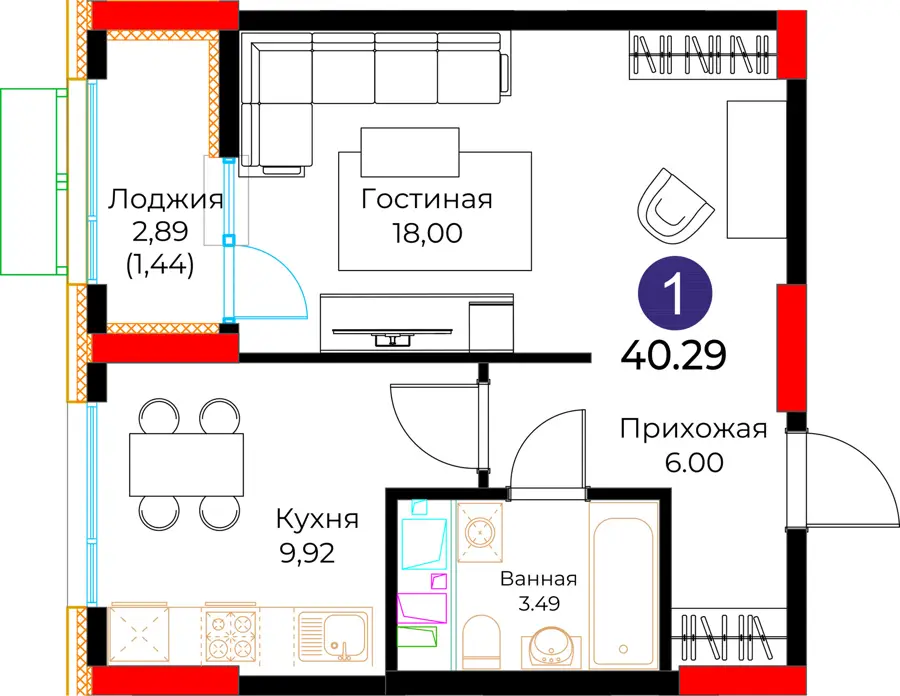 Лоджия
2,89
(1,44)
Гостиная
18,00
1
40.29
Прихожая
6.00
Кухня
9,92
Ванная
3.49